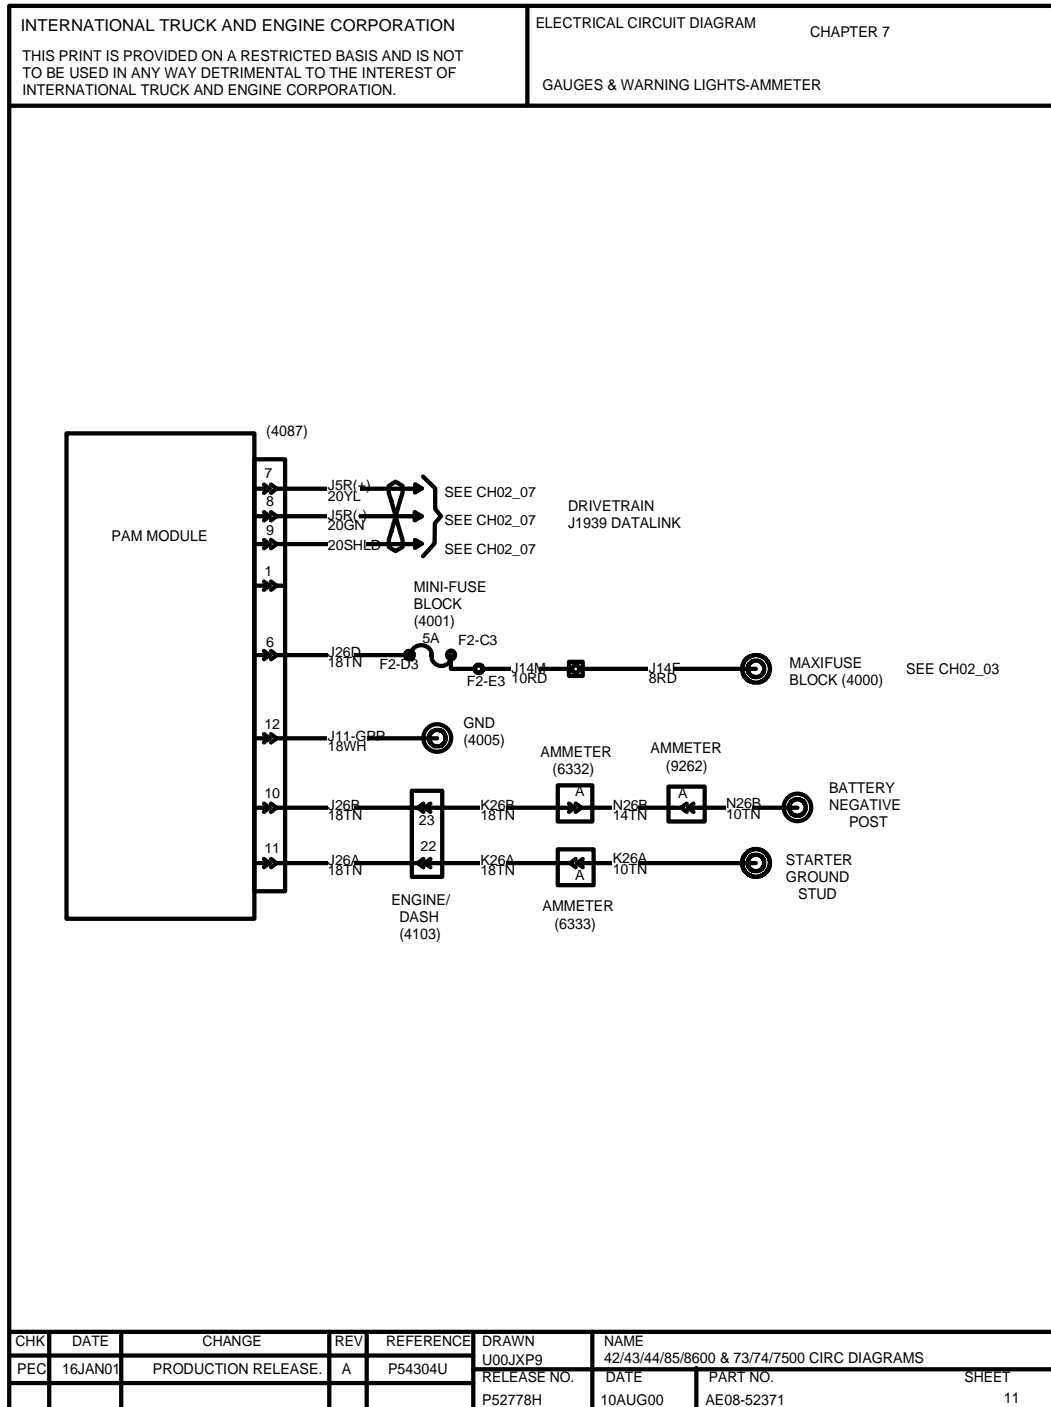 INTERNATIONAL TRUCK AND ENGINE CORPORATION
THIS PRINT IS PROVIDED ON A RESTRICTED BASIS AND IS NOT
TO BE USED IN ANY WAY DETRIMENTAL TO THE INTEREST OF
INTERNATIONAL TRUCK AND ENGINE CORPORATION.
ELECTRICAL CIRCUIT DIAGRAM
CHAPTER 7
GAUGES & WARNING LIGHTS-AMMETER
(4087)
PAM MODULE
7
J5R(+)
20YL
SEE CH02_07
8
J5R(-)
20GN
SEE CH02_07
9
20SHLD
SEE CH02_07
DRIVETRAIN
J1939 DATALINK
1
MINI-FUSE
BLOCK
(4001)
5A
F2-C3
6
J26D
18TN
F2-D3
F2-E3
J14M
10RD
J14F
8RD
MAXIFUSE
BLOCK (4000)
SEE CH02_03
12
J11-GPP
18WH
GND
(4005)
AMMETER
(6332)
AMMETER
(9262)
10
J26B
18TN
23
K26B
18TN
A
N26B
14TN
A
N26B
10TN
BATTERY
NEGATIVE
POST
11
J26A
18TN
22
K26A
18TN
A
K26A
10TN
STARTER
GROUND
STUD
ENGINE/
DASH
(4103)
AMMETER
(6333)
CHK DATE CHANGE REV REFERENCE
PEC 16JAN01 PRODUCTION RELEASE. A P54304U
DRAWN
U00JXP9
NAME
42/43/44/85/8600 & 73/74/7500 CIRC DIAGRAMS
RELEASE NO. DATE PART NO. SHEET
P52778H 10AUG00 AE08-52371 11